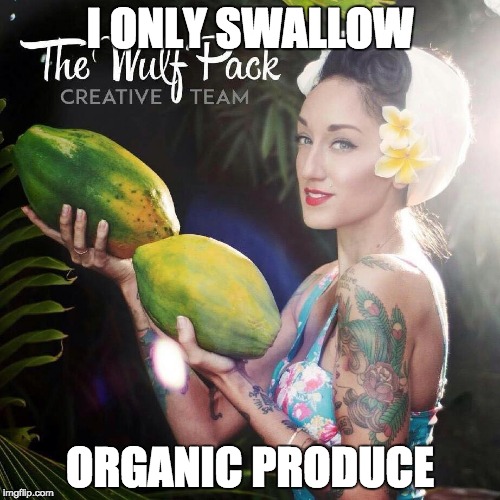 I ONLY SWALLOW
The Wulf Pack
CREATIVE TEAM
ORGANIC PRODUCE
imgflip.com